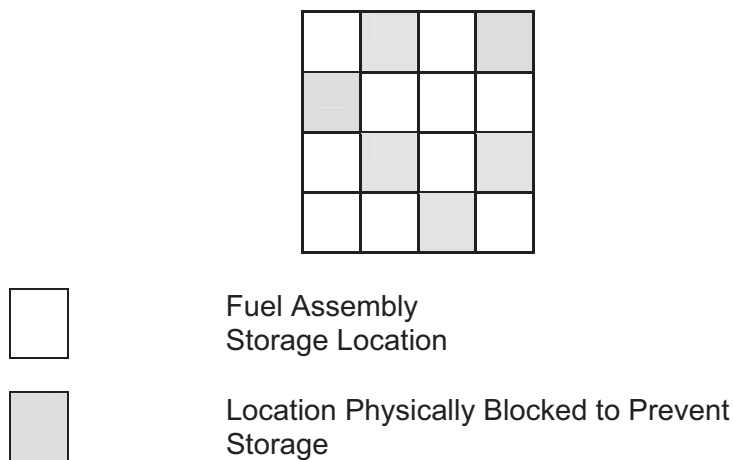 Fuel Assembly
Storage Location
Location Physically Blocked to Prevent
Storage